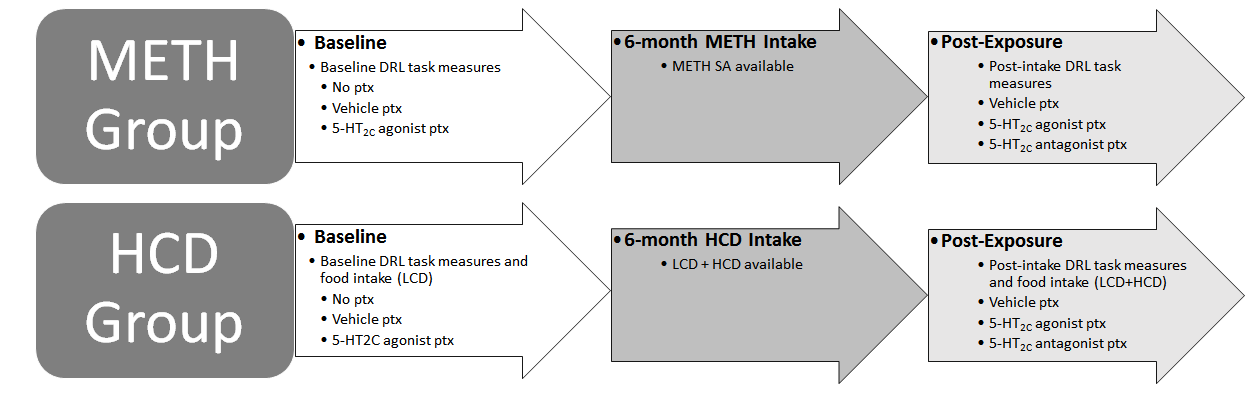 METH
Group
• Baseline
• Baseline DRL task measures
• No ptx
• Vehicle ptx
• 5-HT₂C agonist ptx
• 6-month METH Intake
• METH SA available
• Post-Exposure
• Post-intake DRL task
measures
• Vehicle ptx
• 5-HT₂C agonist ptx
• 5-HT₂C antagonist ptx
HCD
Group
• Baseline
• Baseline DRL task measures and
food intake (LCD)
• No ptx
• Vehicle ptx
• 5-HT2C agonist ptx
• 6-month HCD Intake
• LCD + HCD available
• Post-Exposure
• Post-intake DRL task measures
and food intake (LCD+HCD)
• Vehicle ptx
• 5-HT₂C agonist ptx
• 5-HT₂C antagonist ptx